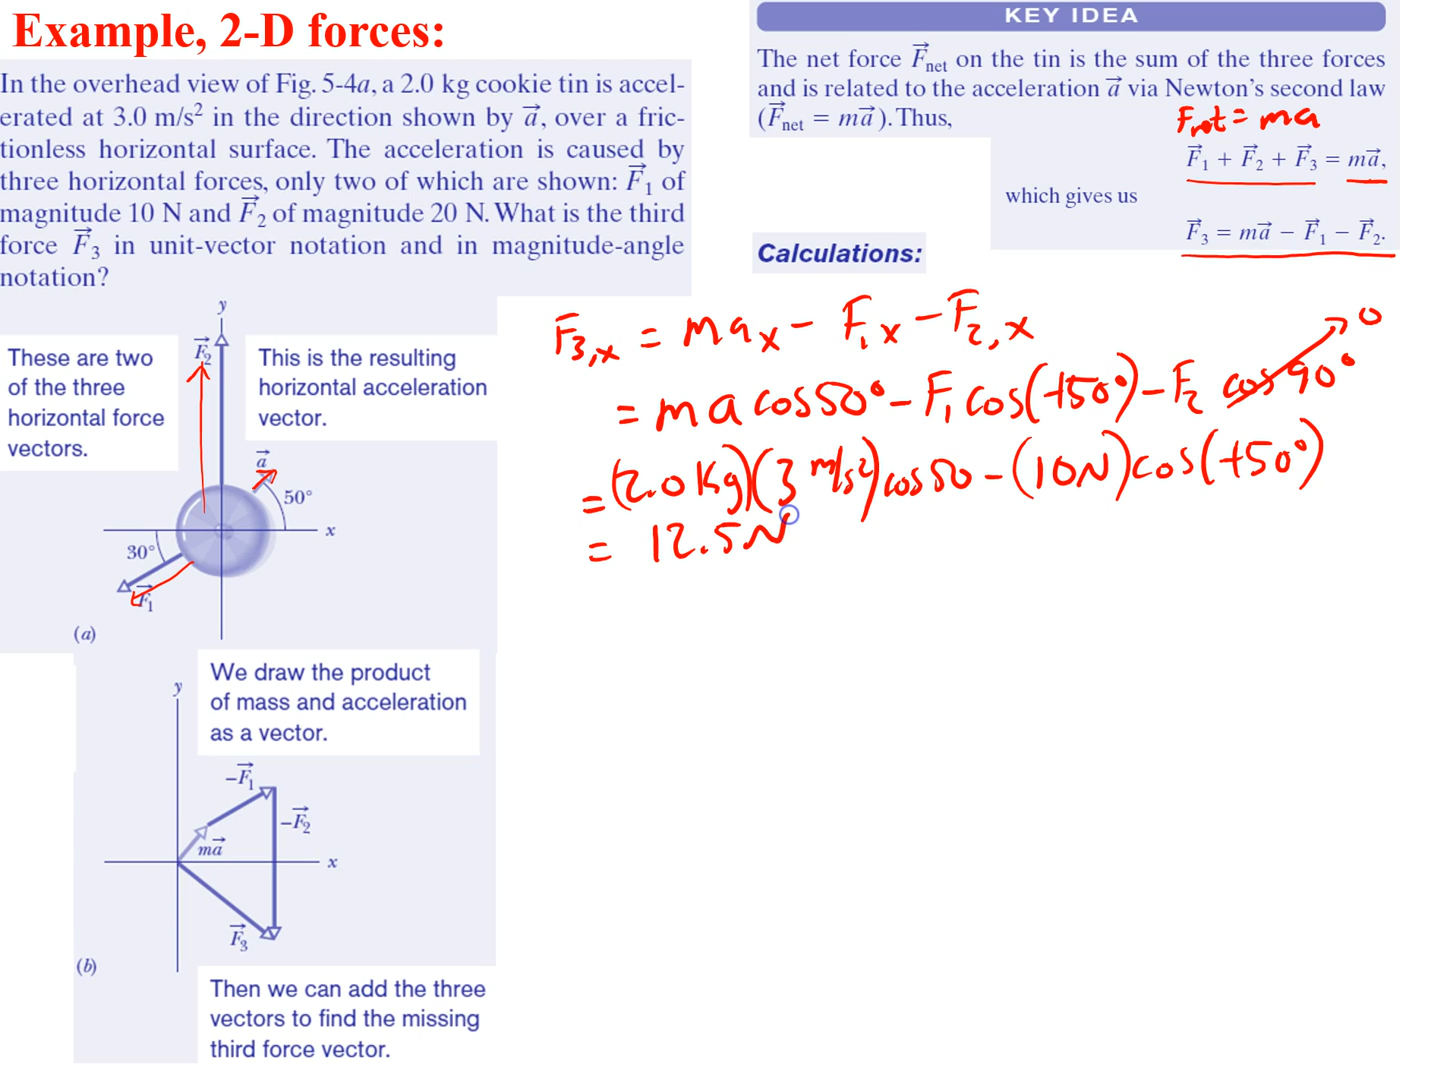 Example, 2-D forces:
In the overhead view of Fig. 5-4a, a 2.0 kg cookie tin is accel-
erated at 3.0 m/s² in the direction shown by a⃗, over a fric-
tionless horizontal surface. The acceleration is caused by
three horizontal forces, only two of which are shown: F⃗₁ of
magnitude 10 N and F⃗₂ of magnitude 20 N. What is the third
force F⃗₃ in unit-vector notation and in magnitude-angle
notation?
y
These are two
of the three
horizontal force
vectors.
F⃗₂
This is the resulting
horizontal acceleration
vector.
a⃗
50°
x
30°
F⃗₁
(a)
We draw the product
of mass and acceleration
as a vector.
y
−F⃗₁
−F⃗₂
ma⃗
x
F⃗₃
(b)
Then we can add the three
vectors to find the missing
third force vector.
KEY IDEA
The net force F⃗net on the tin is the sum of the three forces
and is related to the acceleration a⃗ via Newton's second law
(F⃗net = ma⃗). Thus,
Fnet = ma
F⃗₁ + F⃗₂ + F⃗₃ = ma⃗,
which gives us
F⃗₃ = ma⃗ − F⃗₁ − F⃗₂.
Calculations:
F3,x = max − F1x − F2,x
= ma cos50° − F₁ cos(+150°) − F₂ cos90° 0
= (2.0 Kg)(3 m/s²)cos50 − (10N)cos(+50°)
= 12.5N